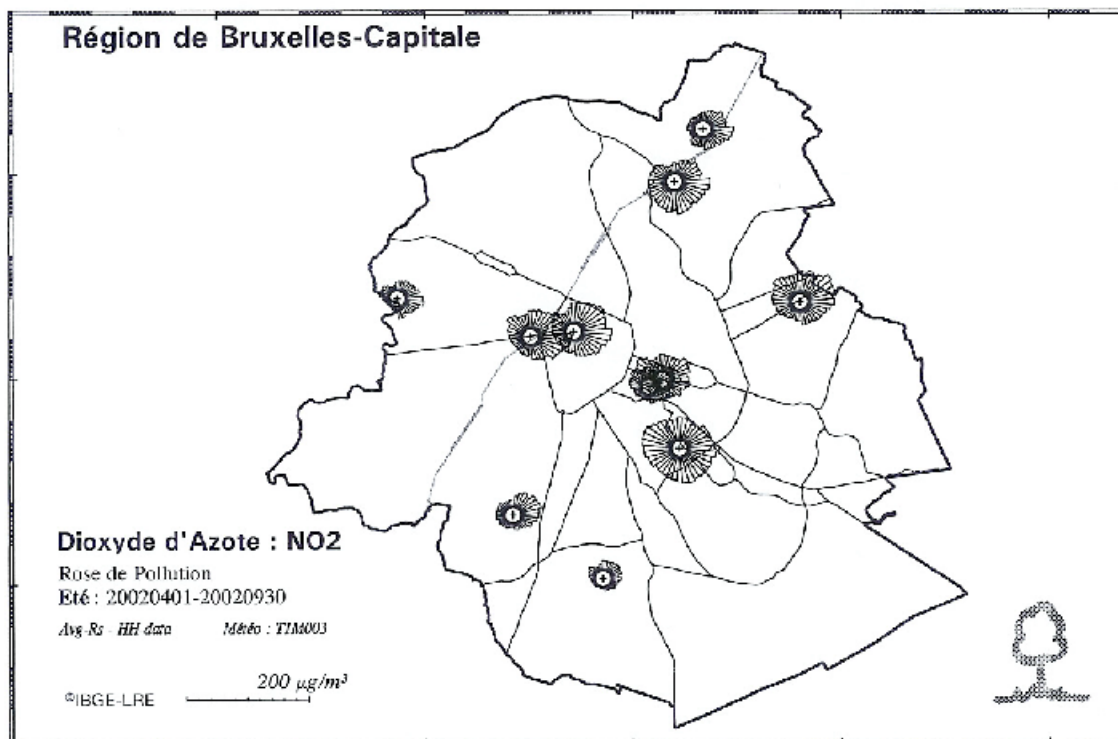 Région de Bruxelles-Capitale
Dioxyde d'Azote : NO2
Rose de Pollution
Eté : 20020401-20020930
Avg-Rs - HH data Météo : TIM003
200 µg/m³
©IBGE-LRE